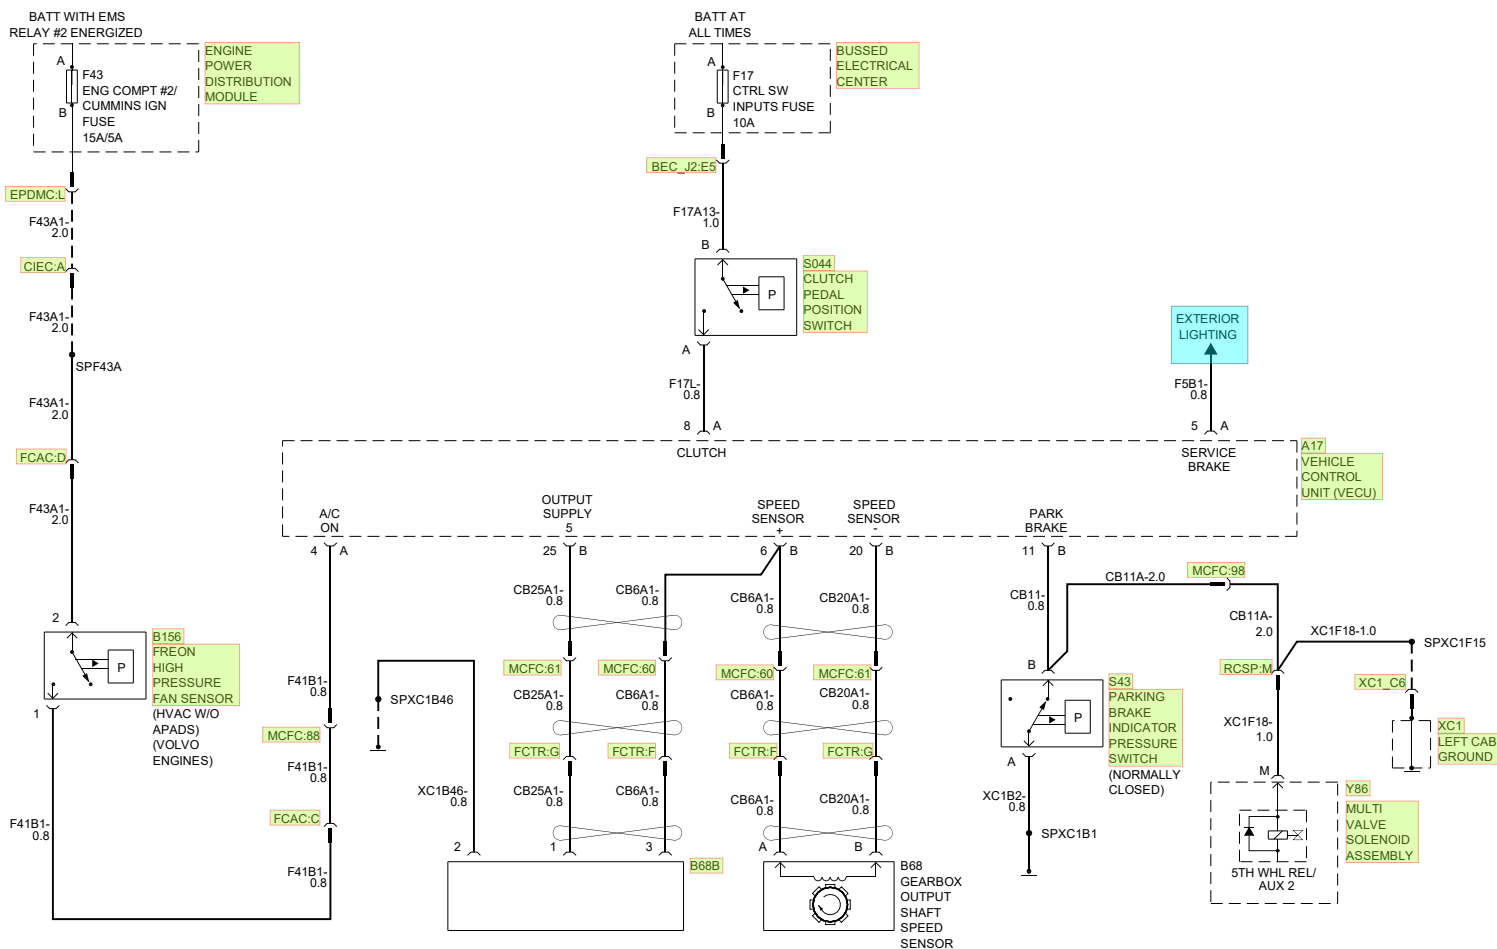 BATT WITH EMS
RELAY #2 ENERGIZED
A
F43
ENG COMPT #2/
CUMMINS IGN
FUSE
15A/5A
B
ENGINE
POWER
DISTRIBUTION
MODULE
EPDMC:L
F43A1-
2.0
CIEC:A
F43A1-
2.0
SPF43A
F43A1-
2.0
FCAC:D
F43A1-
2.0
2
B156
FREON
HIGH
PRESSURE
FAN SENSOR
(HVAC W/O
APADS)
(VOLVO
ENGINES)
P
1
F41B1-
0.8
BATT AT
ALL TIMES
A
F17
CTRL SW
INPUTS FUSE
10A
B
BUSSED
ELECTRICAL
CENTER
BEC_J2:E5
F17A13-
1.0
B
S044
CLUTCH
PEDAL
POSITION
SWITCH
P
A
F17L-
0.8
8 A
CLUTCH
EXTERIOR
LIGHTING
F5B1-
0.8
5 A
SERVICE
BRAKE
A17
VEHICLE
CONTROL
UNIT (VECU)
A/C
ON
4 A
OUTPUT
SUPPLY
5
25 B
SPEED
SENSOR
+
6 B
SPEED
SENSOR
-
20 B
PARK
BRAKE
11 B
F41B1-
0.8
MCFC:88
F41B1-
0.8
FCAC:C
F41B1-
0.8
SPXC1B46
XC1B46-
0.8
2
CB25A1-
0.8
MCFC:61
CB25A1-
0.8
FCTR:G
CB25A1-
0.8
1
CB6A1-
0.8
MCFC:60
CB6A1-
0.8
FCTR:F
CB6A1-
0.8
3
B68B
CB6A1-
0.8
MCFC:60
CB6A1-
0.8
FCTR:F
CB6A1-
0.8
A
CB20A1-
0.8
MCFC:61
CB20A1-
0.8
FCTR:G
CB20A1-
0.8
B
B68
GEARBOX
OUTPUT
SHAFT
SPEED
SENSOR
CB11-
0.8
B
CB11A-2.0
MCFC:98
CB11A-
2.0
S43
PARKING
BRAKE
INDICATOR
PRESSURE
SWITCH
(NORMALLY
CLOSED)
P
A
XC1B2-
0.8
SPXC1B1
RCSP:M
XC1F18-1.0
SPXC1F15
XC1_C6
XC1
LEFT CAB
GROUND
XC1F18-
1.0
M
Y86
MULTI
VALVE
SOLENOID
ASSEMBLY
5TH WHL REL/
AUX 2